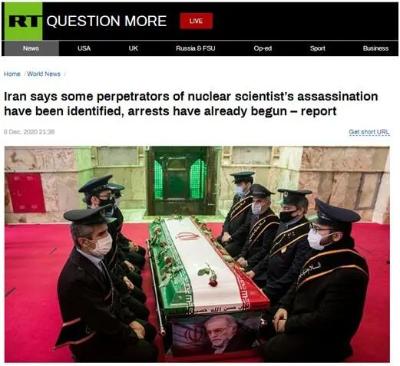 RT QUESTION MORE LIVE
News USA UK Russia & FSU Op-ed Sport Business
Home / World News /
Iran says some perpetrators of nuclear scientist's assassination
have been identified, arrests have already begun – report
8 Dec, 2020 21:38
Get short URL